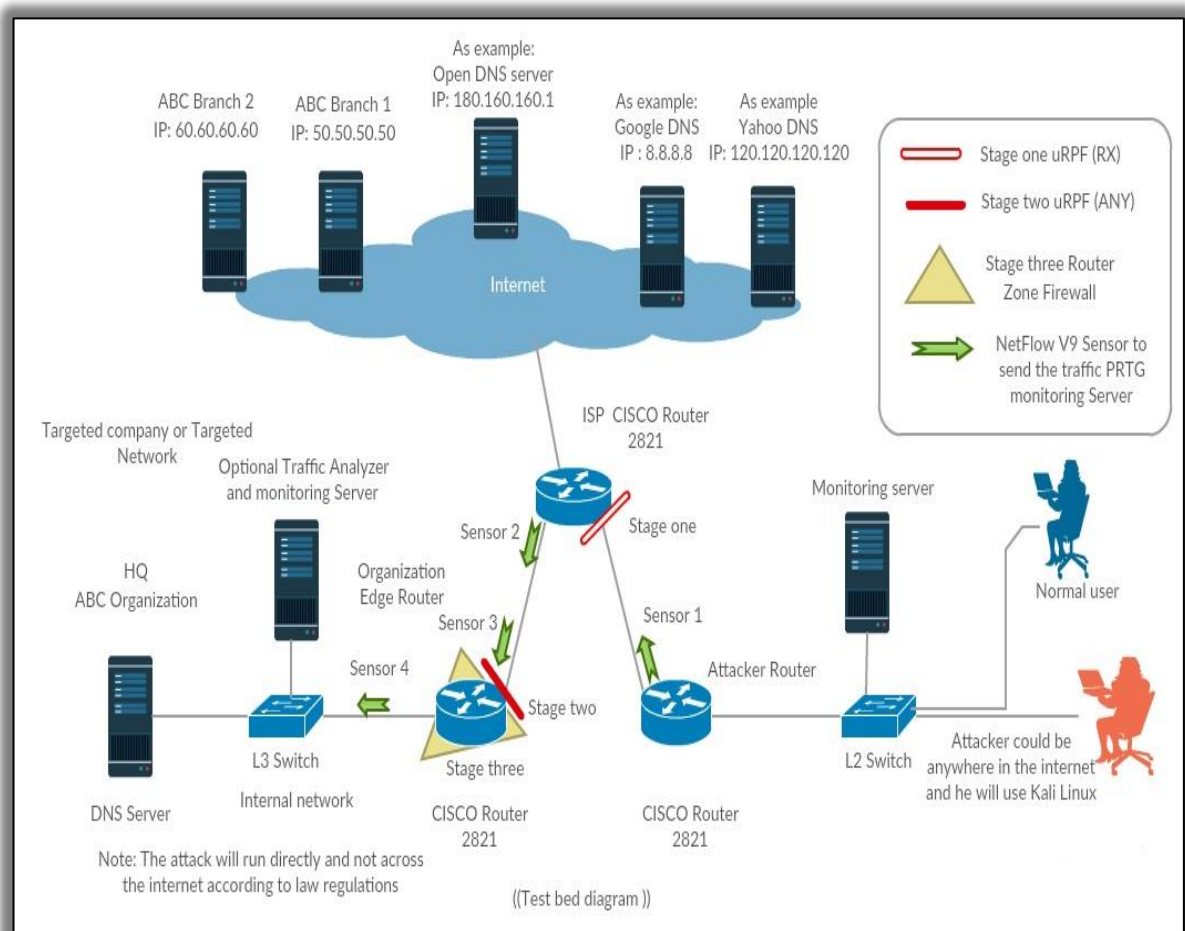 As example:
Open DNS server
IP: 180.160.160.1
ABC Branch 2
IP: 60.60.60.60
ABC Branch 1
IP: 50.50.50.50
As example:
Google DNS
IP : 8.8.8.8
As example
Yahoo DNS
IP: 120.120.120.120
Stage one uRPF (RX)
Stage two uRPF (ANY)
Stage three Router
Zone Firewall
NetFlow V9 Sensor to
send the traffic PRTG
monitoring Server
Internet
ISP CISCO Router
2821
Targeted company or Targeted
Network
Optional Traffic Analyzer
and monitoring Server
Monitoring server
Sensor 2
Stage one
HQ
ABC Organization
Organization
Edge Router
Normal user
Sensor 3
Sensor 1
Sensor 4
Attacker Router
Stage two
L3 Switch
Stage three
L2 Switch
Attacker could be
anywhere in the internet
and he will use Kali Linux
Internal network
DNS Server
CISCO Router
2821
CISCO Router
2821
Note: The attack will run directly and not across
the internet according to law regulations
((Test bed diagram ))